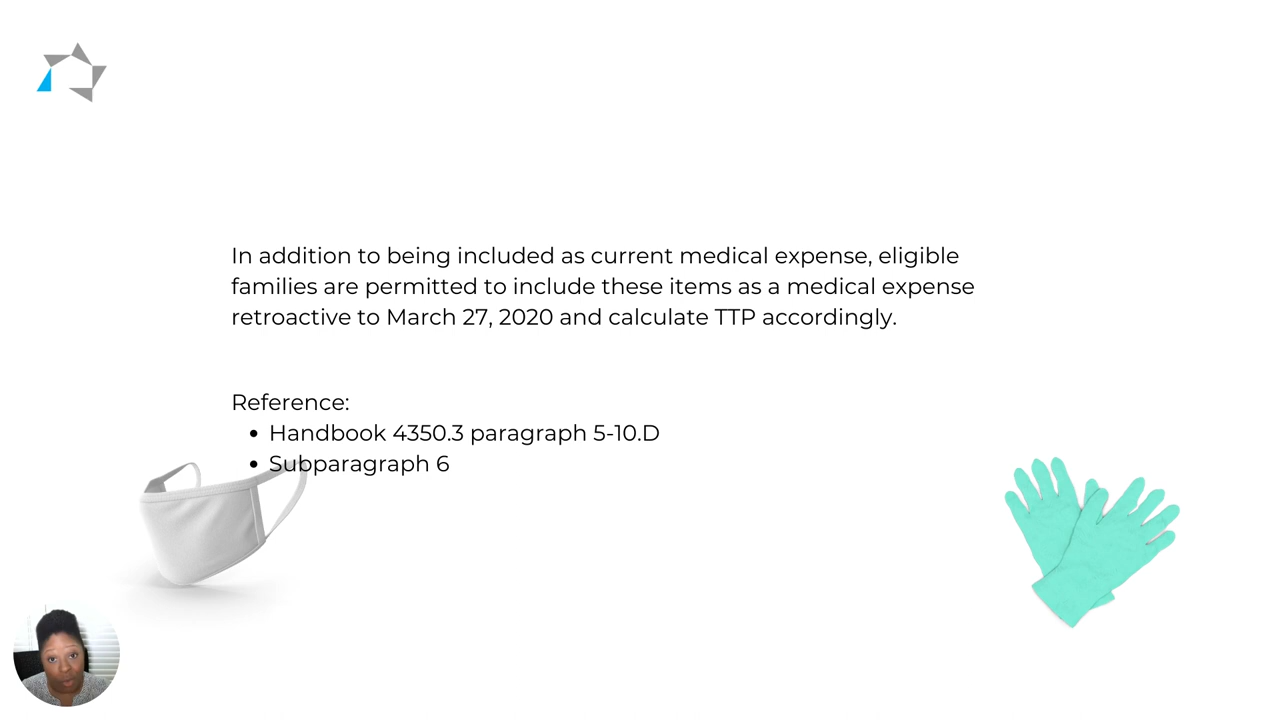 In addition to being included as current medical expense, eligible
families are permitted to include these items as a medical expense
retroactive to March 27, 2020 and calculate TTP accordingly.
Reference:
• Handbook 4350.3 paragraph 5-10.D
• Subparagraph 6